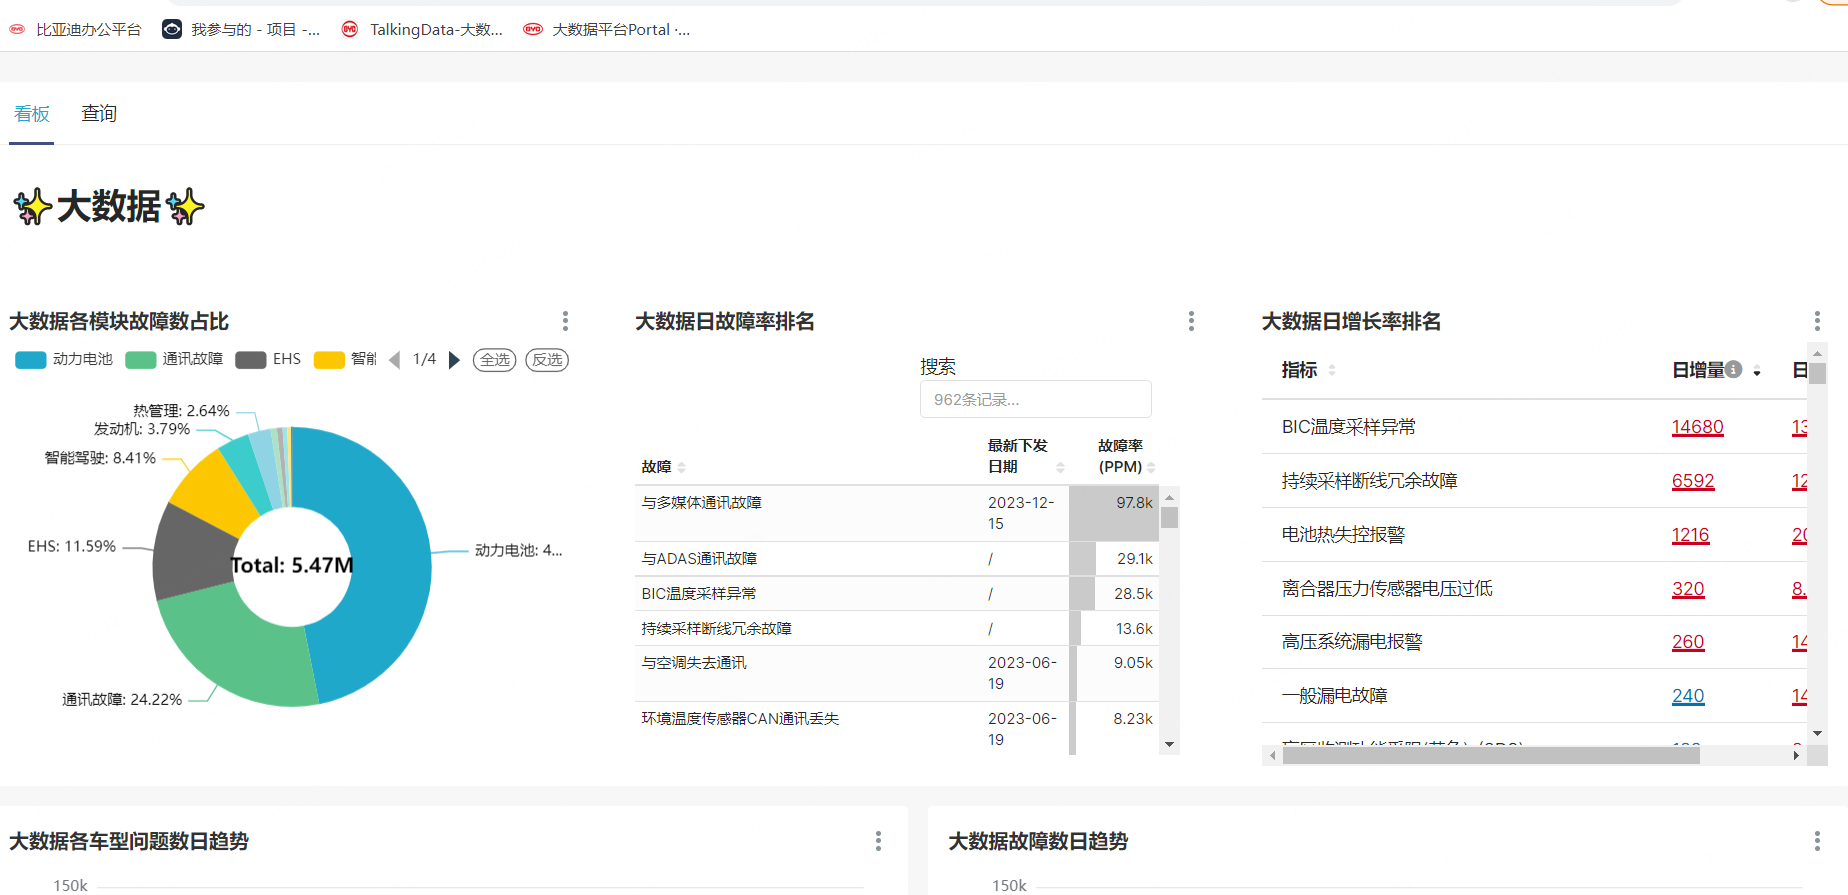 比亚迪办公平台 我参与的 - 项目 -... TalkingData-大数... 大数据平台Portal ·...
看板 查询
✨大数据✨
大数据各模块故障数占比
动力电池 通讯故障 EHS 智能 1/4 全选 反选
热管理: 2.64%
发动机: 3.79%
智能驾驶: 8.41%
EHS: 11.59%
Total: 5.47M
动力电池: 4...
通讯故障: 24.22%
大数据日故障率排名
搜索
962条记录...
故障 最新下发日期 故障率 (PPM)
与多媒体通讯故障 2023-12-15 97.8k
与ADAS通讯故障 / 29.1k
BIC温度采样异常 / 28.5k
持续采样断线冗余故障 / 13.6k
与空调失去通讯 2023-06-19 9.05k
环境温度传感器CAN通讯丢失 2023-06-19 8.23k
大数据日增长率排名
指标 日增量 日
BIC温度采样异常 14680 13
持续采样断线冗余故障 6592 12
电池热失控报警 1216 20
离合器压力传感器电压过低 320 8.
高压系统漏电报警 260 14
一般漏电故障 240 14
大数据各车型问题数日趋势
150k
大数据故障数日趋势
150k